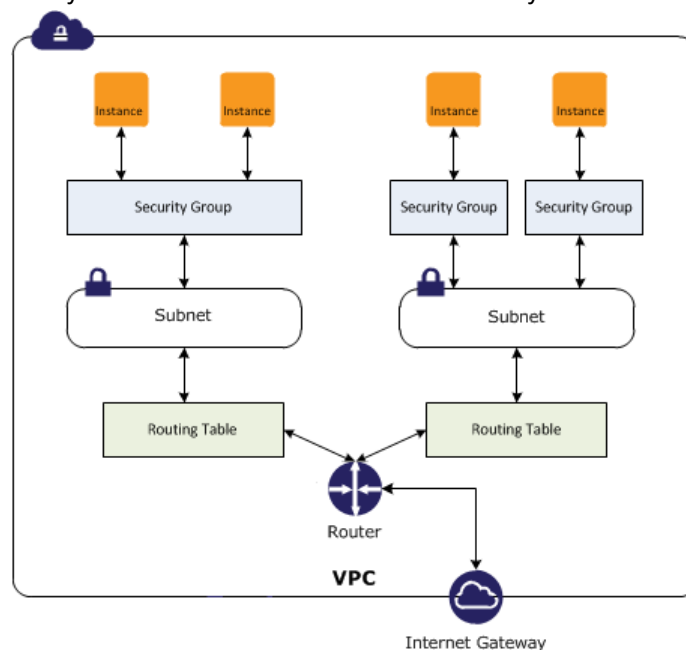 Instance Instance Instance Instance
Security Group Security Group Security Group
Subnet Subnet
Routing Table Routing Table
Router
VPC
Internet Gateway